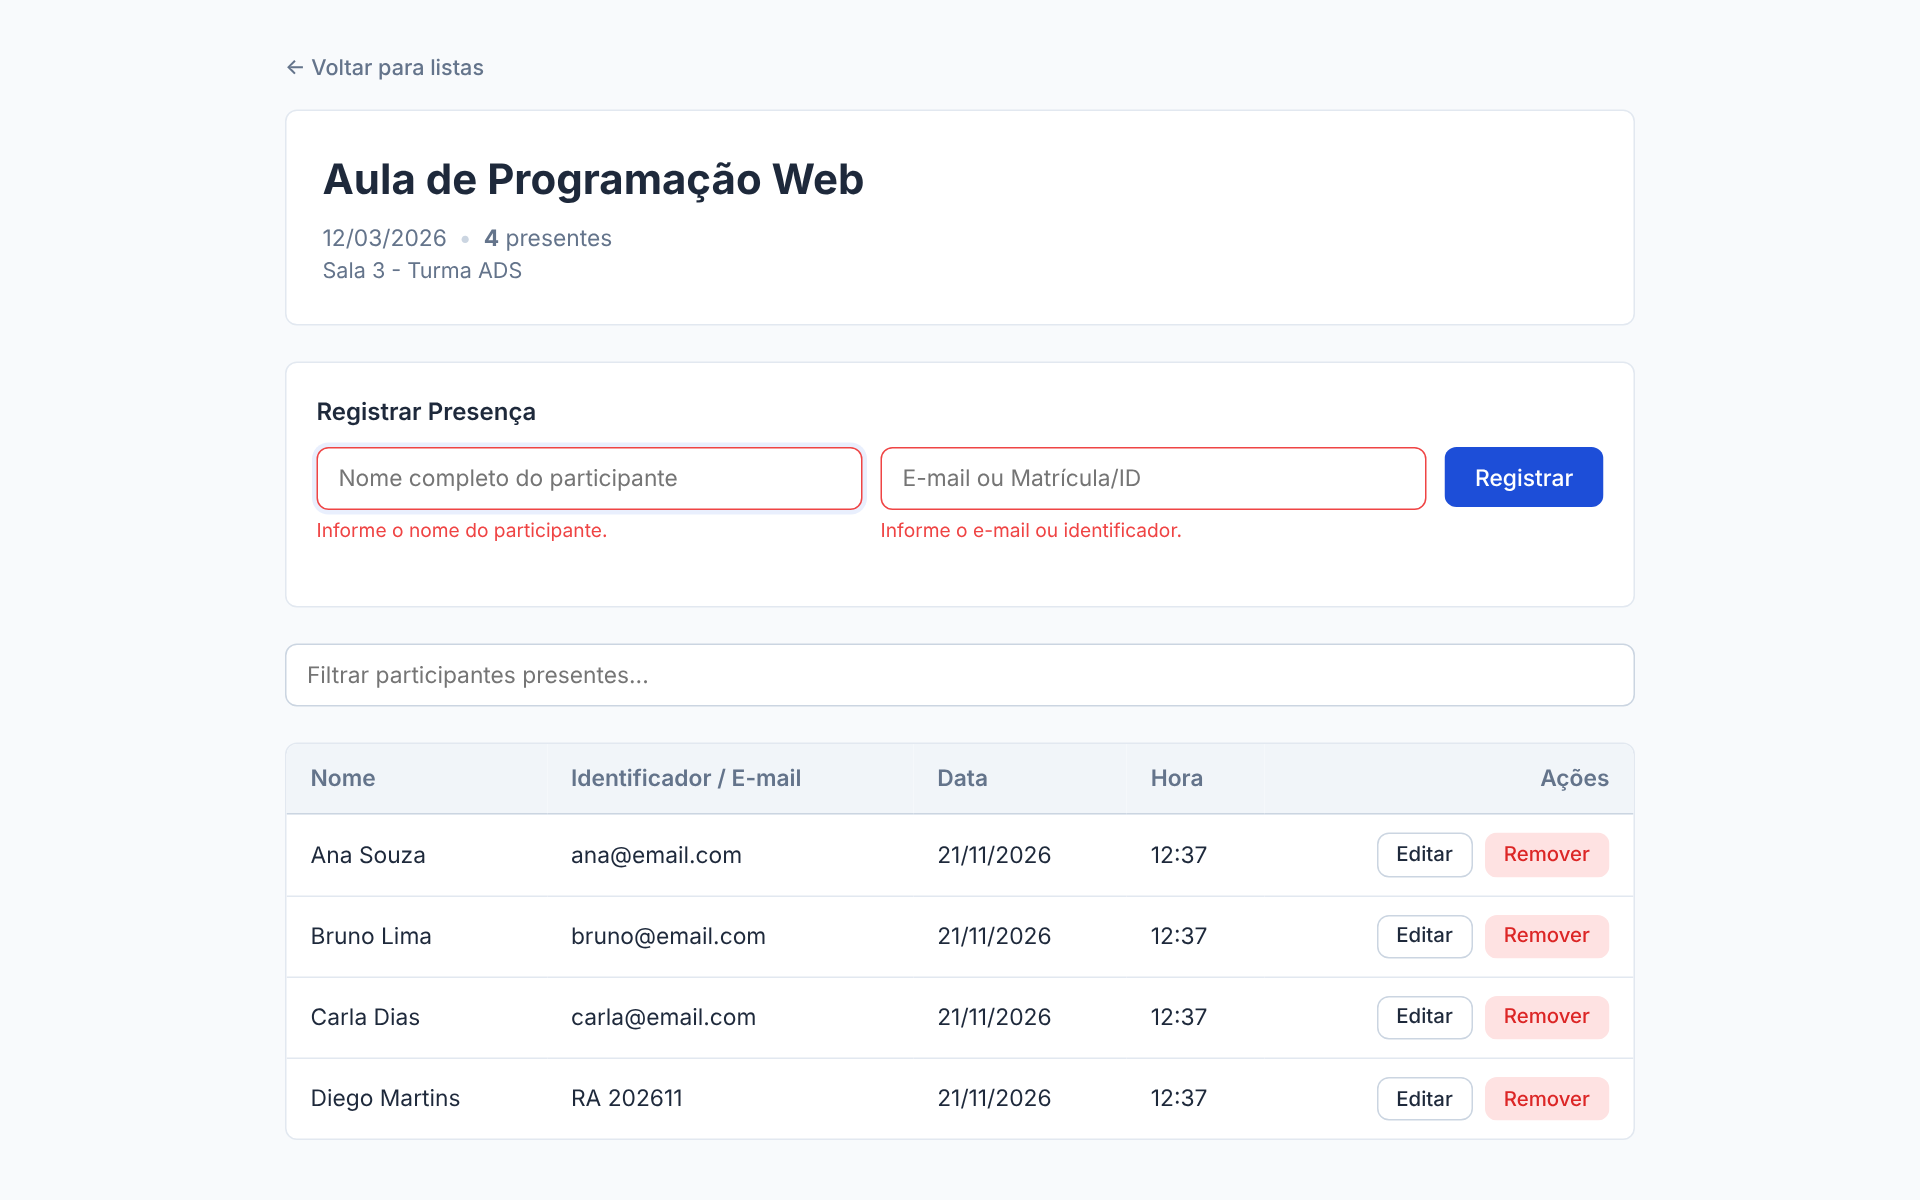 ← Voltar para listas
Aula de Programação Web
12/03/2026 • 4 presentes
Sala 3 - Turma ADS
Registrar Presença
Nome completo do participante E-mail ou Matrícula/ID Registrar
Informe o nome do participante. Informe o e-mail ou identificador.
Filtrar participantes presentes...
Nome Identificador / E-mail Data Hora Ações
Ana Souza ana@email.com 21/11/2026 12:37 Editar Remover
Bruno Lima bruno@email.com 21/11/2026 12:37 Editar Remover
Carla Dias carla@email.com 21/11/2026 12:37 Editar Remover
Diego Martins RA 202611 21/11/2026 12:37 Editar Remover